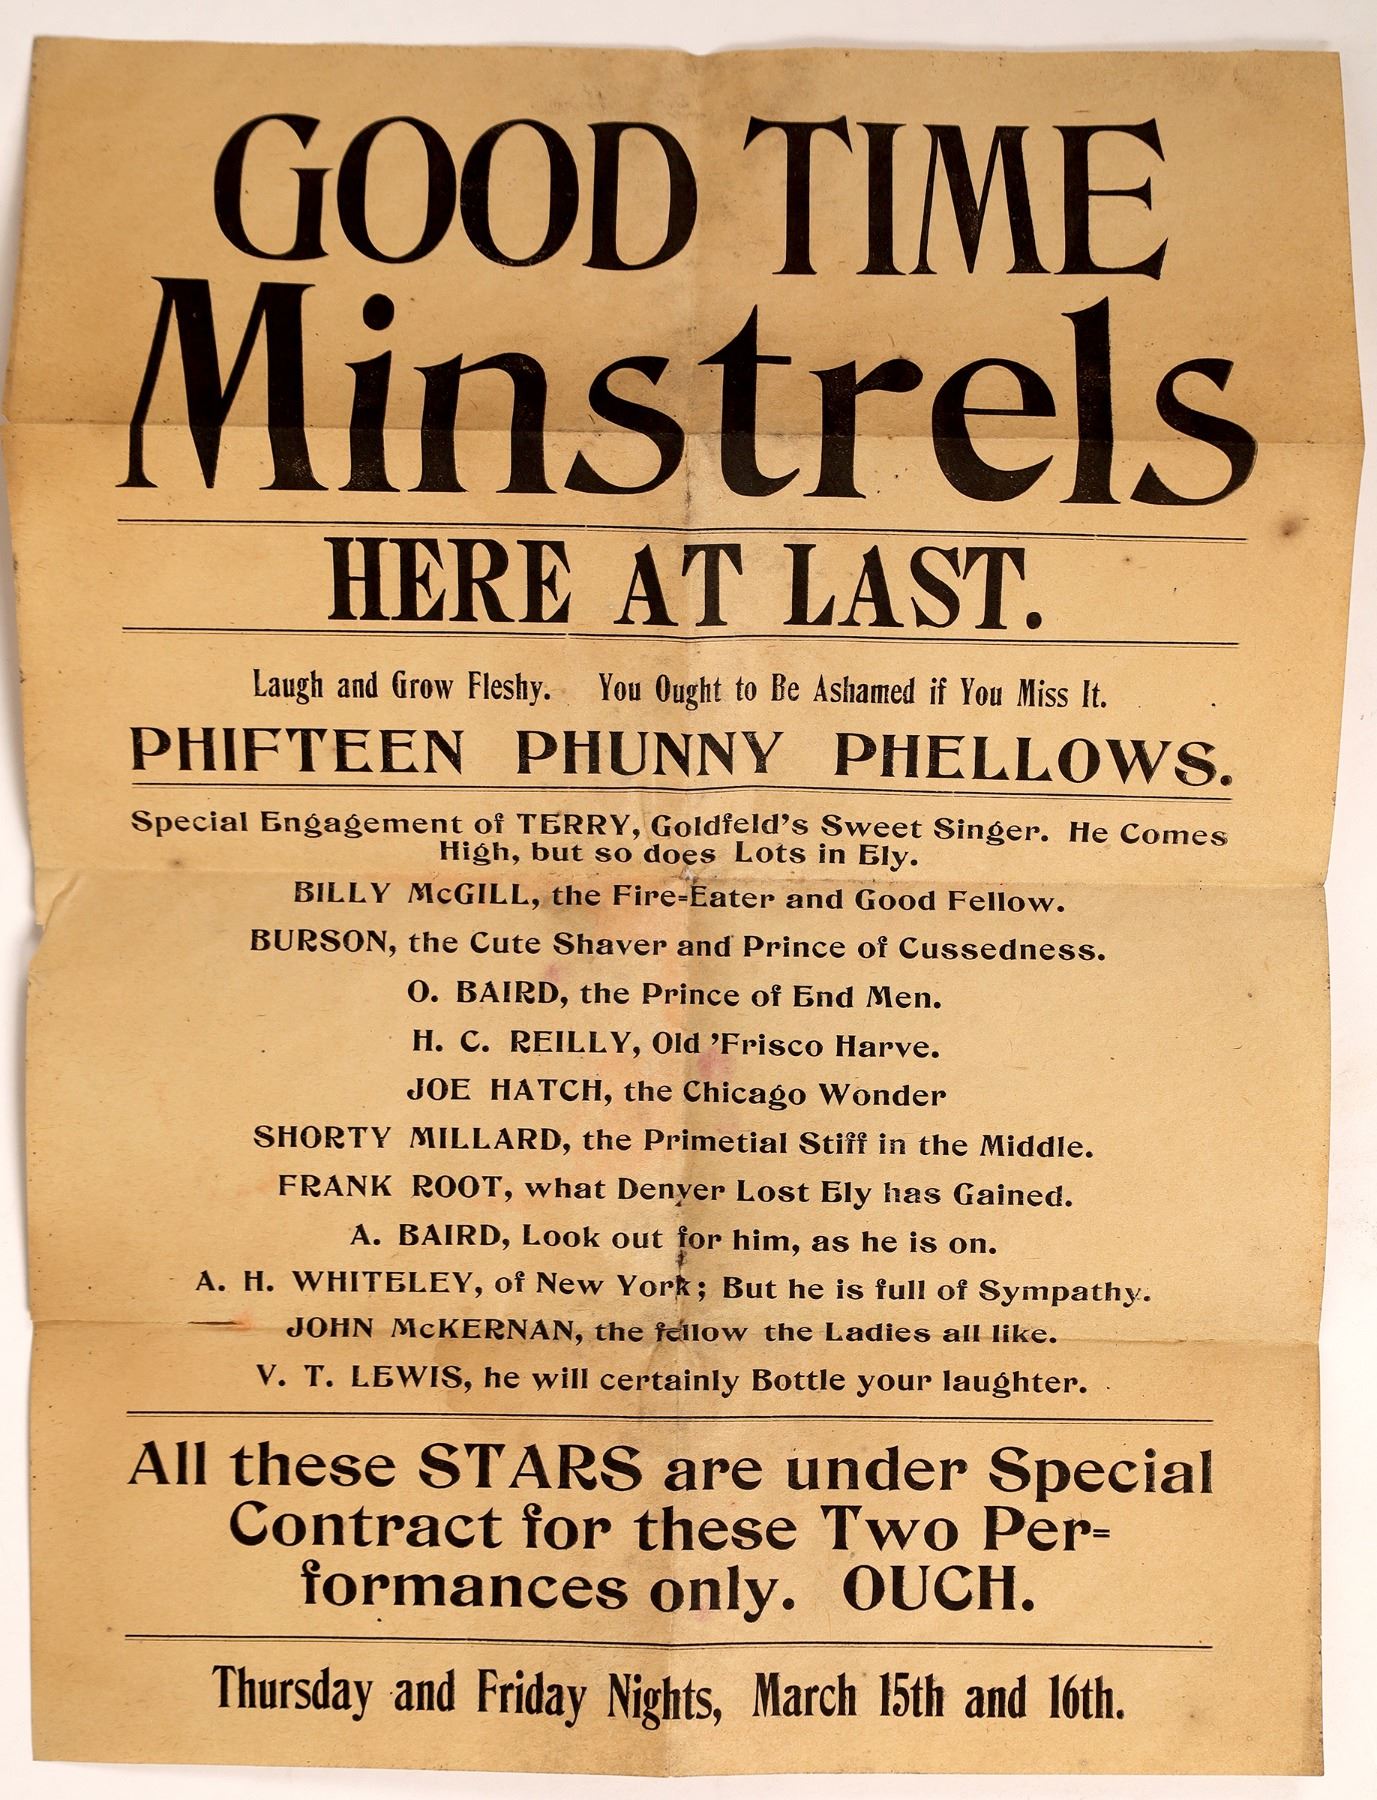 GOOD TIME
Minstrels
HERE AT LAST.
Laugh and Grow Fleshy. You Ought to Be Ashamed if You Miss It.
PHIFTEEN PHUNNY PHELLOWS.
Special Engagement of TERRY, Goldfeld's Sweet Singer. He Comes
High, but so does Lots in Ely.
BILLY McGILL, the Fire=Eater and Good Fellow.
BURSON, the Cute Shaver and Prince of Cussedness.
O. BAIRD, the Prince of End Men.
H. C. REILLY, Old 'Frisco Harve.
JOE HATCH, the Chicago Wonder
SHORTY MILLARD, the Primetial Stiff in the Middle.
FRANK ROOT, what Denver Lost Ely has Gained.
A. BAIRD, Look out for him, as he is on.
A. H. WHITELEY, of New York; But he is full of Sympathy.
JOHN McKERNAN, the fellow the Ladies all like.
V. T. LEWIS, he will certainly Bottle your laughter.
All these STARS are under Special
Contract for these Two Per=
formances only. OUCH.
Thursday and Friday Nights, March 15th and 16th.